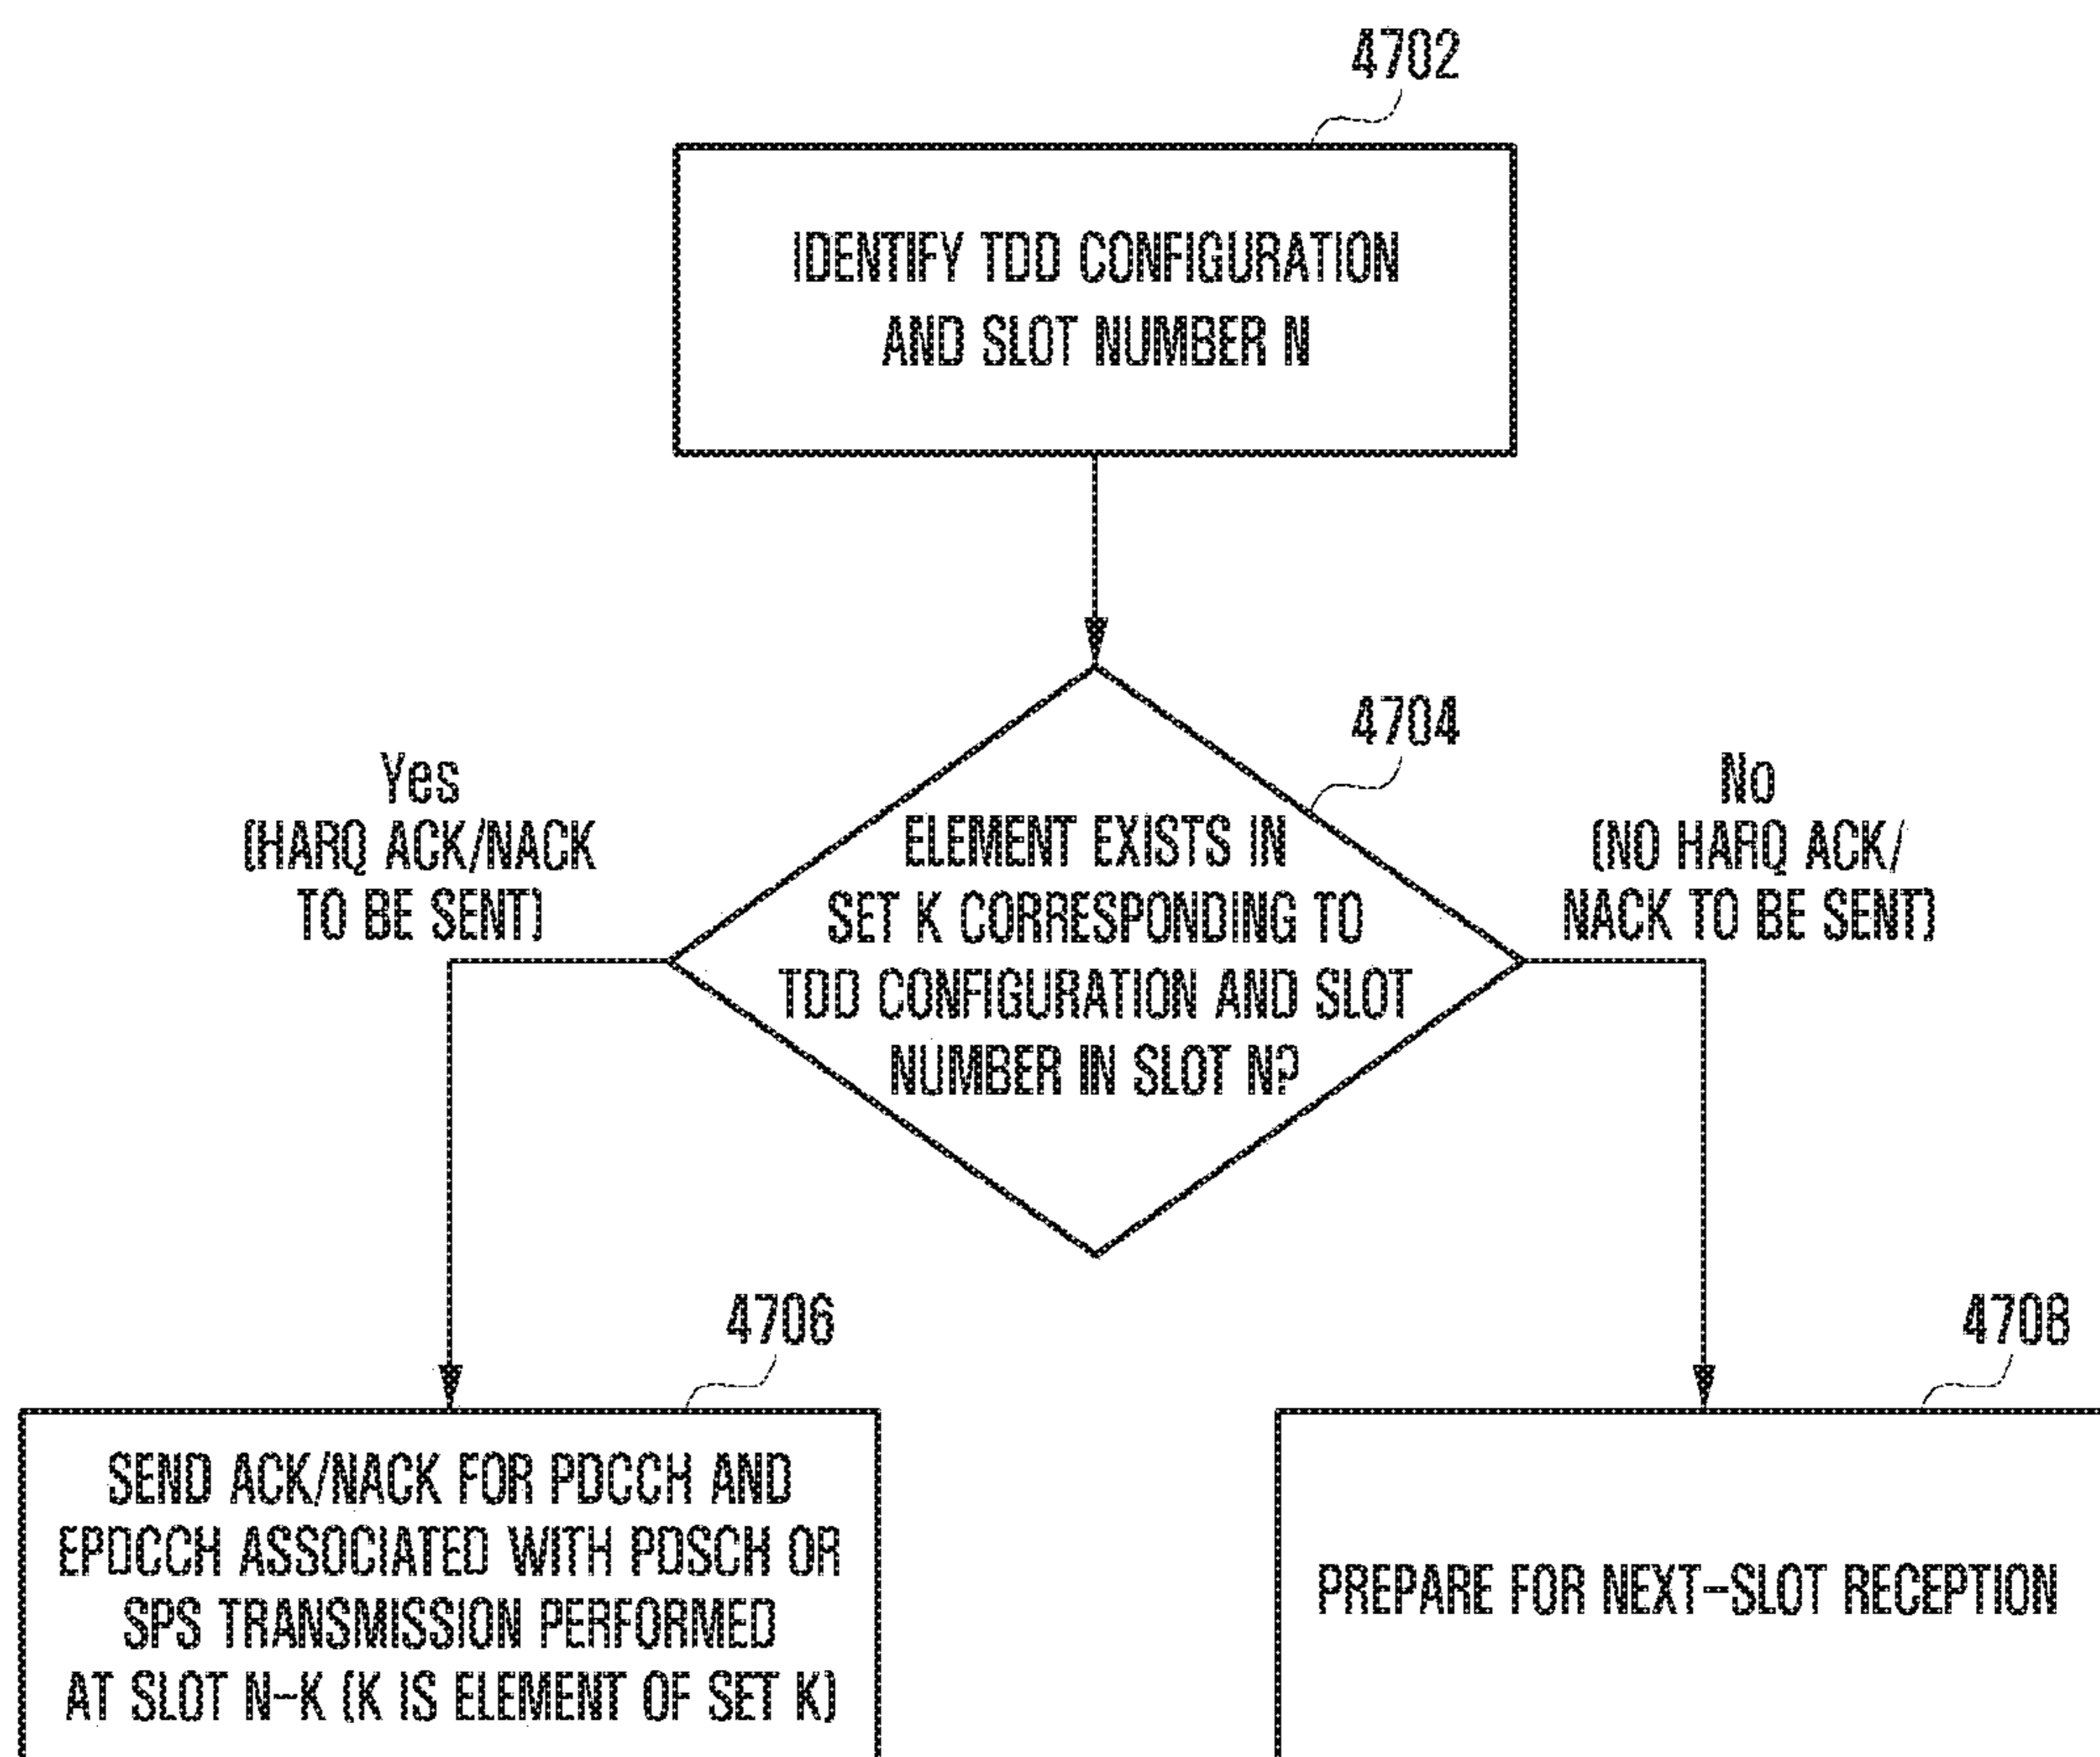 4702
IDENTIFY TDD CONFIGURATION
AND SLOT NUMBER N
4704
Yes
(HARQ ACK/NACK
TO BE SENT)
No
(NO HARQ ACK/
NACK TO BE SENT)
ELEMENT EXISTS IN
SET K CORRESPONDING TO
TDD CONFIGURATION AND SLOT
NUMBER IN SLOT N?
4706
SEND ACK/NACK FOR PDCCH AND
EPDCCH ASSOCIATED WITH PDSCH OR
SPS TRANSMISSION PERFORMED
AT SLOT N-K (K IS ELEMENT OF SET K)
4708
PREPARE FOR NEXT-SLOT RECEPTION